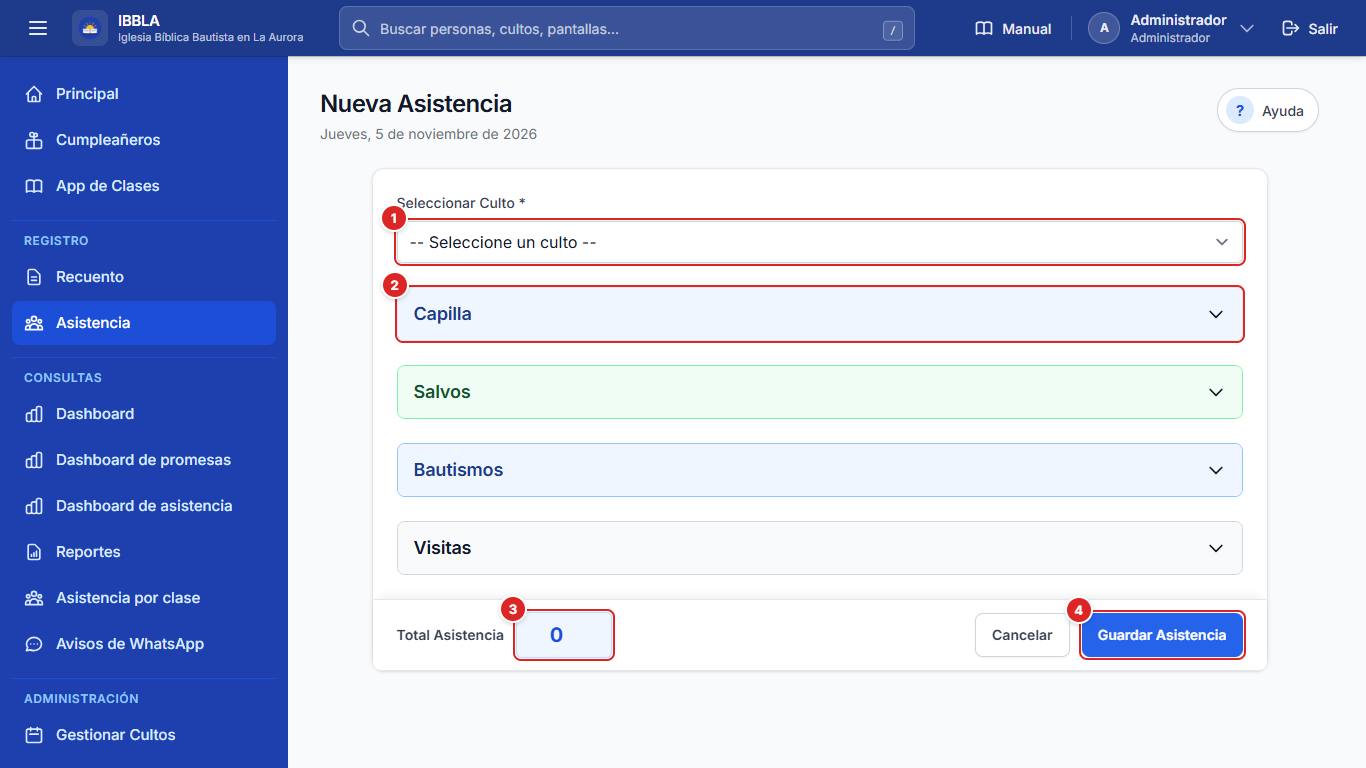 IBBLA
Iglesia Bíblica Bautista en La Aurora
Buscar personas, cultos, pantallas...
/
Manual
A
Administrador
Administrador
Salir
Principal
Cumpleañeros
App de Clases
REGISTRO
Recuento
Asistencia
CONSULTAS
Dashboard
Dashboard de promesas
Dashboard de asistencia
Reportes
Asistencia por clase
Avisos de WhatsApp
ADMINISTRACIÓN
Gestionar Cultos
Nueva Asistencia
Jueves, 5 de noviembre de 2026
? Ayuda
Seleccionar Culto *
1
-- Seleccione un culto --
2
Capilla
Salvos
Bautismos
Visitas
3
Total Asistencia
0
Cancelar
4
Guardar Asistencia